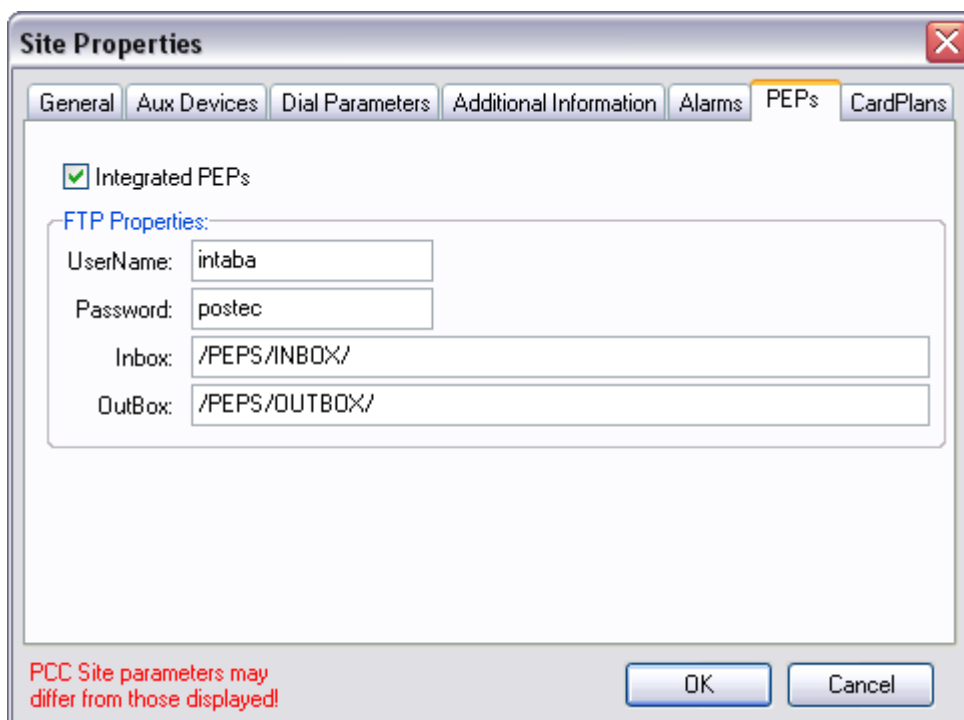 Site Properties
General Aux Devices Dial Parameters Additional Information Alarms PEPs CardPlans
Integrated PEPs
FTP Properties:
UserName: intaba
Password: postec
Inbox: /PEPS/INBOX/
OutBox: /PEPS/OUTBOX/
PCC Site parameters may
differ from those displayed!
OK Cancel